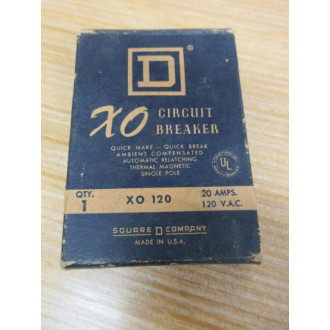 D ®
XO CIRCUIT BREAKER
QUICK MAKE — QUICK BREAK
AMBIENT COMPENSATED
AUTOMATIC RELATCHING
THERMAL MAGNETIC
SINGLE POLE
UL
QTY.
1
XO 120
20 AMPS.
120 V.A.C.
SQUARE D COMPANY
MADE IN U.S.A.